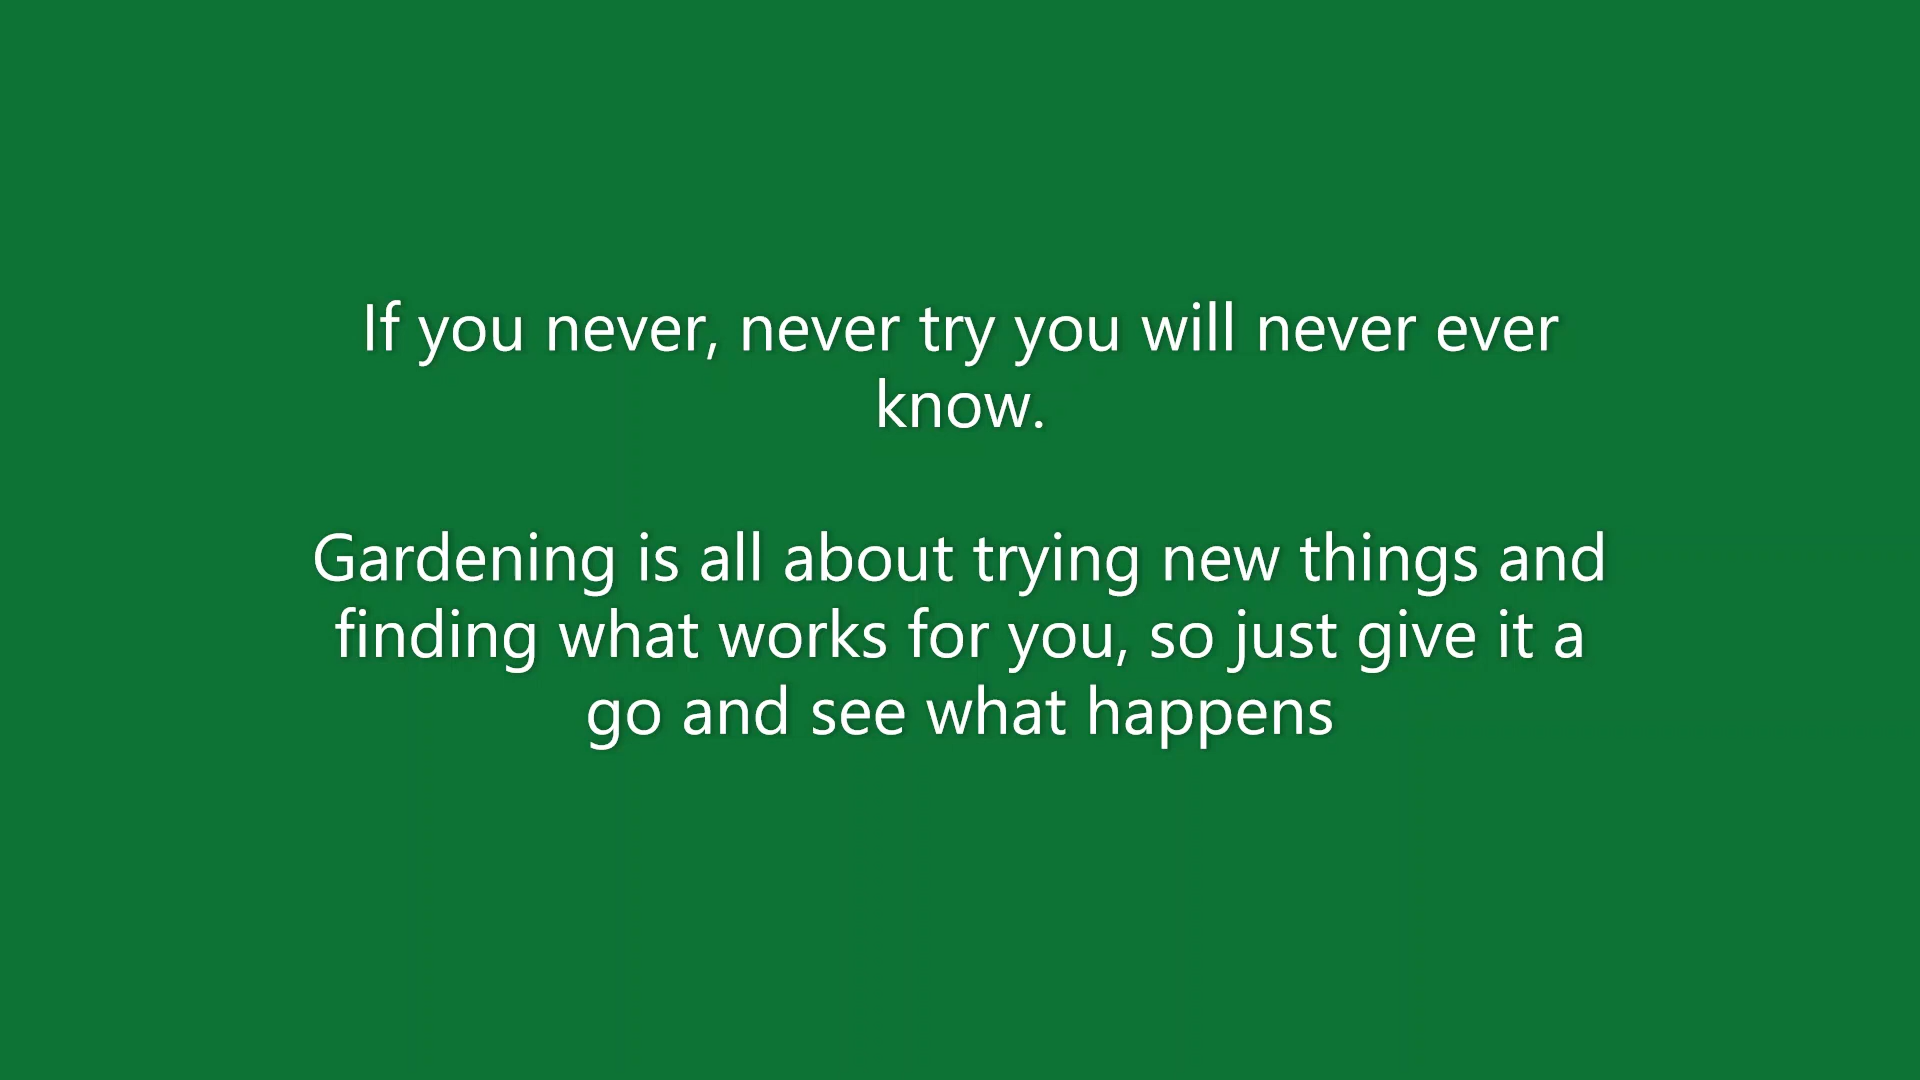 If you never, never try you will never ever
know.
Gardening is all about trying new things and
finding what works for you, so just give it a
go and see what happens